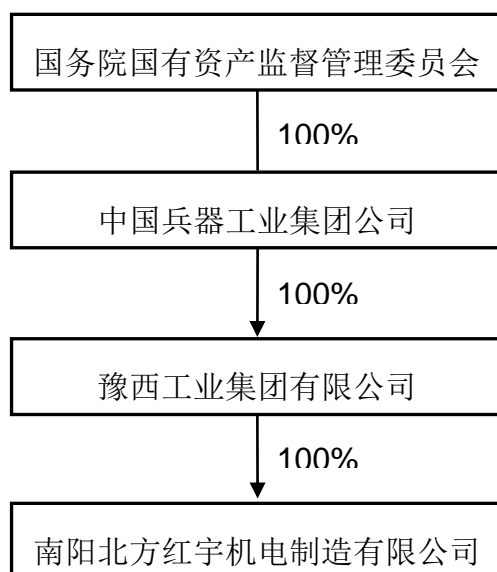 国务院国有资产监督管理委员会
100%
中国兵器工业集团公司
100%
豫西工业集团有限公司
100%
南阳北方红宇机电制造有限公司